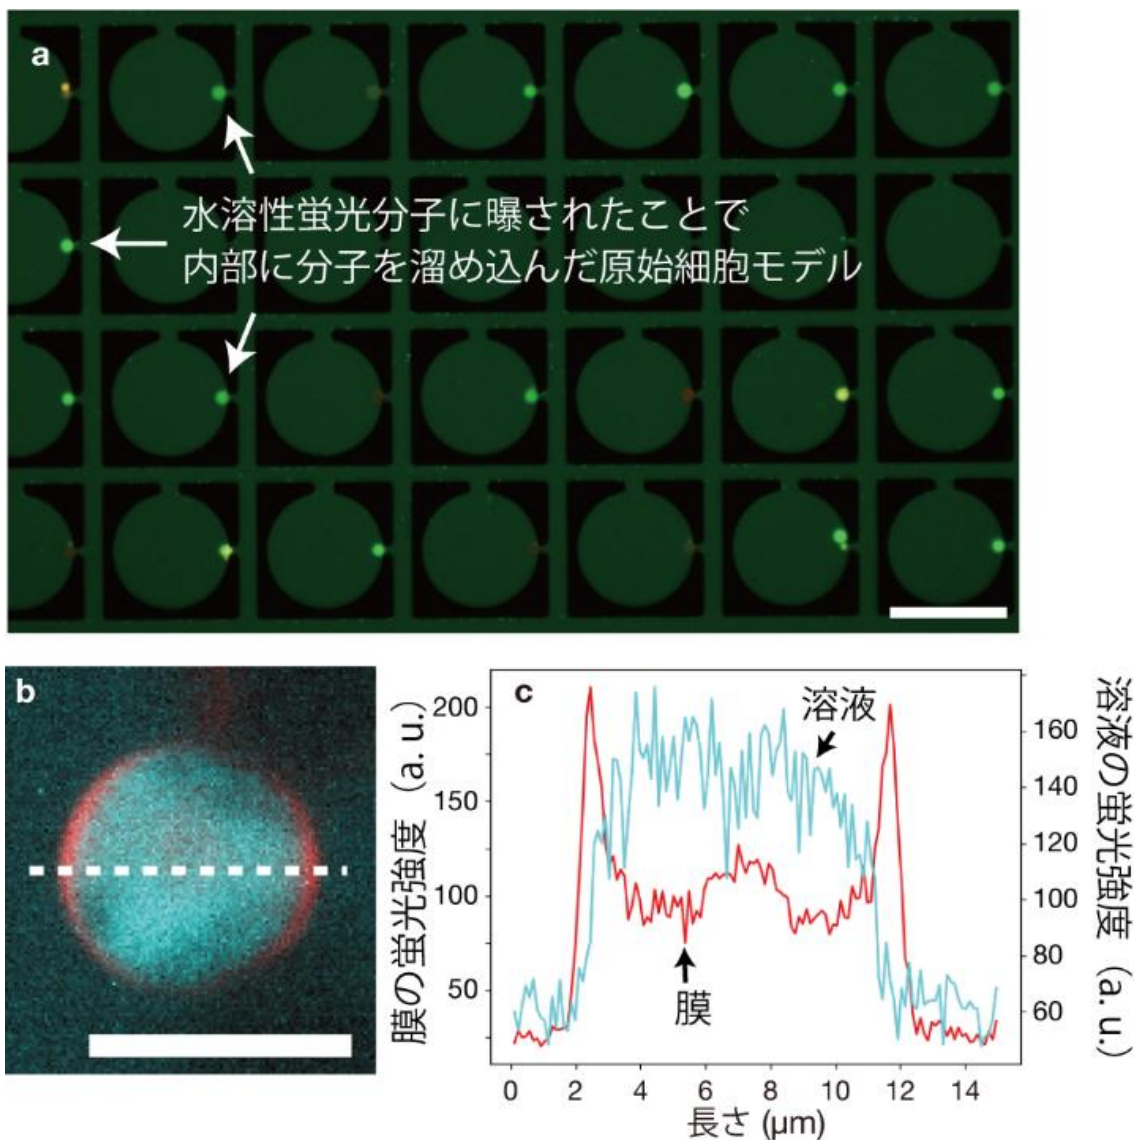 a
水溶性蛍光分子に曝されたことで
内部に分子を溜め込んだ原始細胞モデル
b
c
膜の蛍光強度 (a. u.)
200
150
100
50
溶液
膜
0 2 4 6 8 10 12 14
長さ (μm)
160
140
120
100
80
60
溶液の蛍光強度 (a. u.)